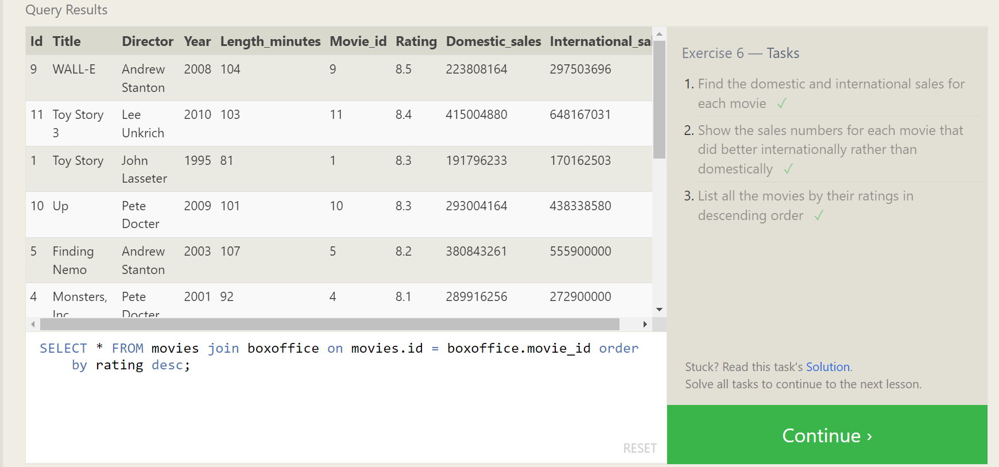 Query Results
Id Title Director Year Length_minutes Movie_id Rating Domestic_sales International_sal
9 WALL-E Andrew Stanton 2008 104 9 8.5 223808164 297503696
11 Toy Story 3 Lee Unkrich 2010 103 11 8.4 415004880 648167031
1 Toy Story John Lasseter 1995 81 1 8.3 191796233 170162503
10 Up Pete Docter 2009 101 10 8.3 293004164 438338580
5 Finding Nemo Andrew Stanton 2003 107 5 8.2 380843261 555900000
4 Monsters, Inc Pete Docter 2001 92 4 8.1 289916256 272900000
SELECT * FROM movies join boxoffice on movies.id = boxoffice.movie_id order
by rating desc;
RESET
Exercise 6 — Tasks
1. Find the domestic and international sales for
each movie ✓
2. Show the sales numbers for each movie that
did better internationally rather than
domestically ✓
3. List all the movies by their ratings in
descending order ✓
Stuck? Read this task's Solution.
Solve all tasks to continue to the next lesson.
Continue ›